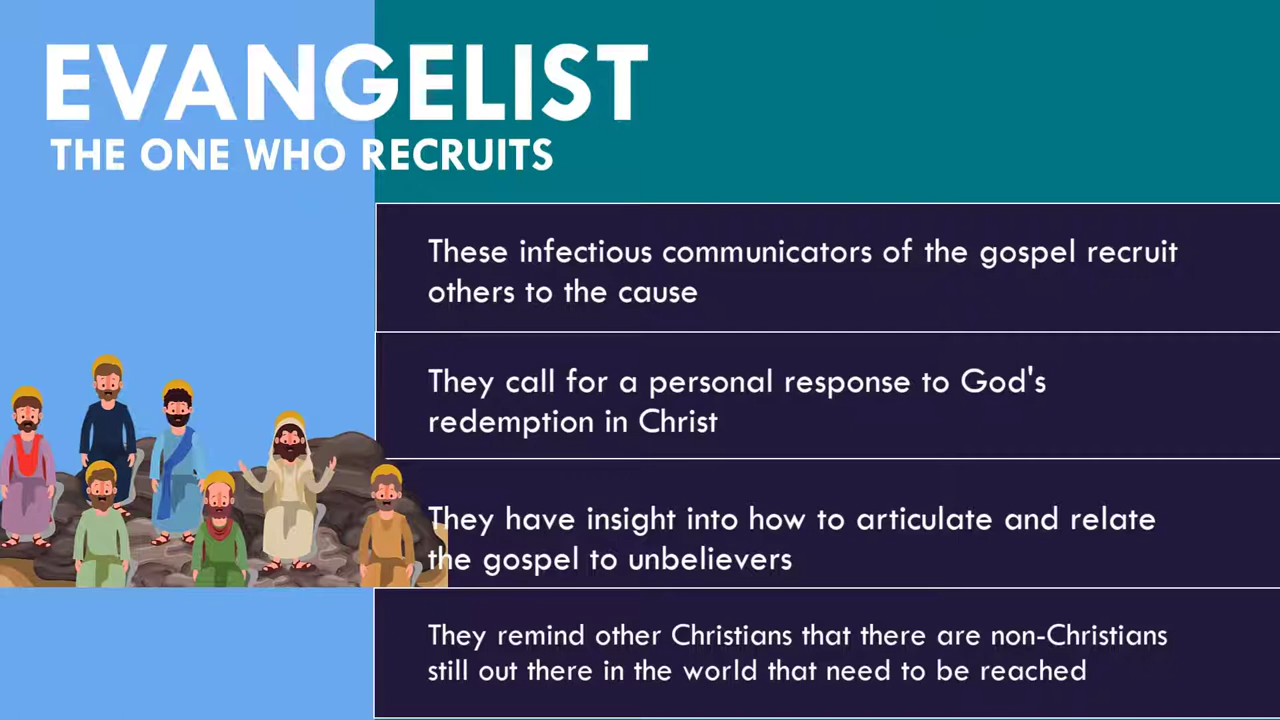 EVANGELIST
THE ONE WHO RECRUITS
These infectious communicators of the gospel recruit
others to the cause
They call for a personal response to God's
redemption in Christ
They have insight into how to articulate and relate
the gospel to unbelievers
They remind other Christians that there are non-Christians
still out there in the world that need to be reached